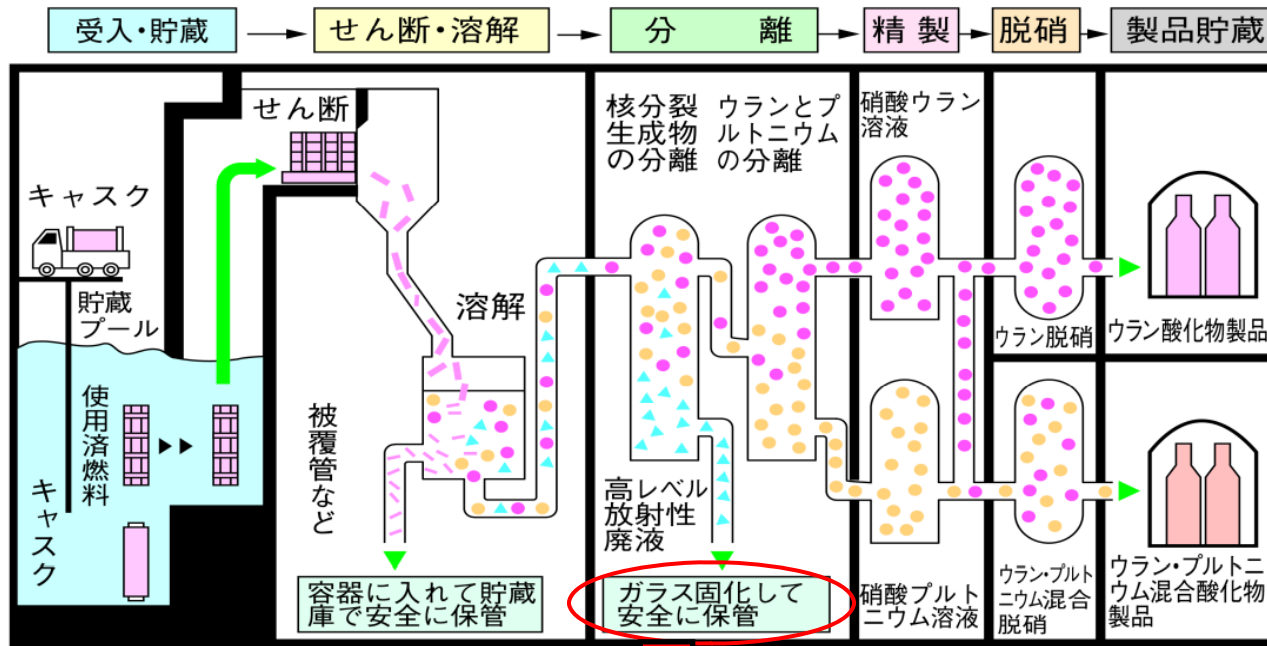 受入・貯蔵
せん断・溶解
分離
精製
脱硝
製品貯蔵
せん断
キャスク
貯蔵
プール
使用済燃料
キャスク
溶解
被覆管など
容器に入れて貯蔵
庫で安全に保管
核分裂
生成物
の分離
ウランとプ
ルトニウム
の分離
高レベル
放射性
廃液
ガラス固化して
安全に保管
硝酸ウラン
溶液
硝酸プルト
ニウム溶液
ウラン脱硝
ウラン・プルト
ニウム混合
脱硝
ウラン酸化物製品
ウラン・プルトニ
ウム混合酸化物
製品